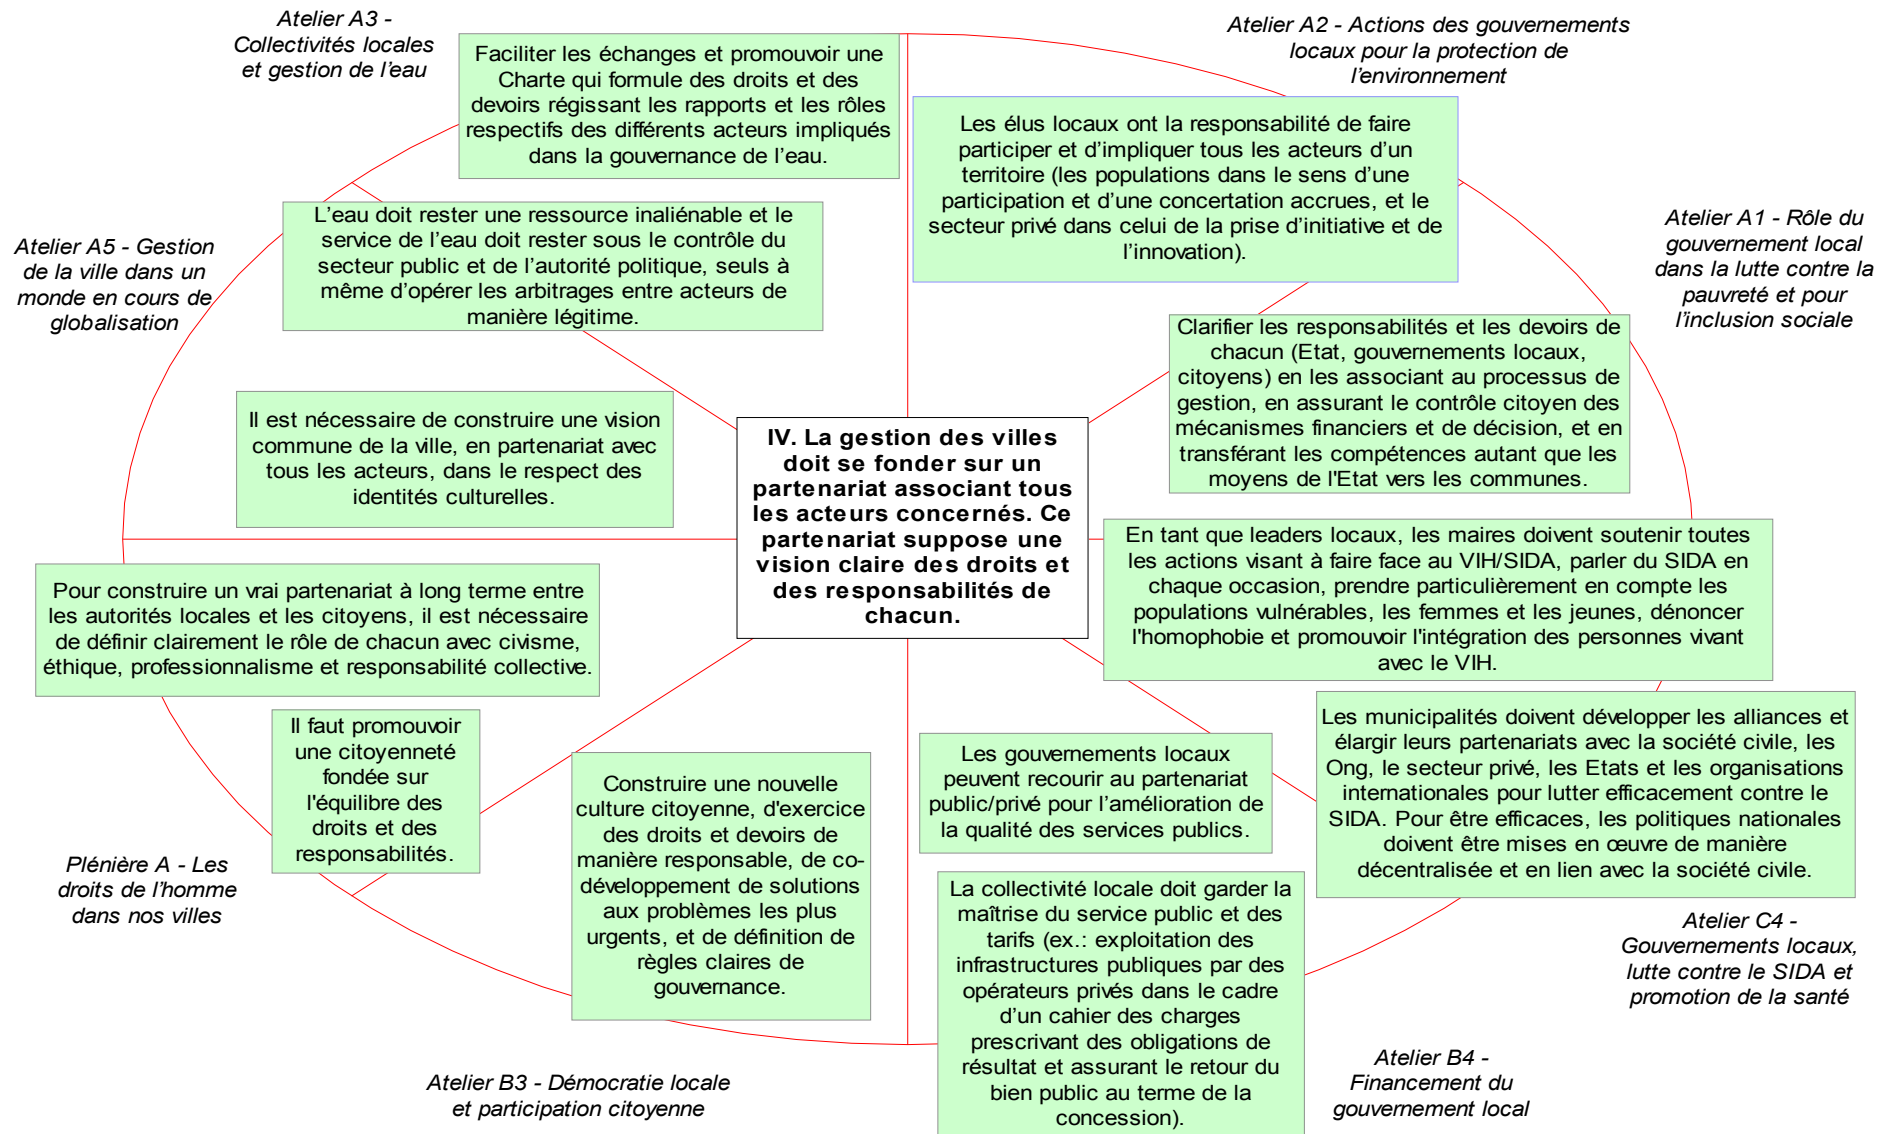 Atelier A3 -
Collectivités locales
et gestion de l’eau
Faciliter les échanges et promouvoir une
Charte qui formule des droits et des
devoirs régissant les rapports et les rôles
respectifs des différents acteurs impliqués
dans la gouvernance de l’eau.
L’eau doit rester une ressource inaliénable et le
service de l’eau doit rester sous le contrôle du
secteur public et de l’autorité politique, seuls à
même d’opérer les arbitrages entre acteurs de
manière légitime.
Atelier A2 - Actions des gouvernements
locaux pour la protection de
l’environnement
Les élus locaux ont la responsabilité de faire
participer et d’impliquer tous les acteurs d’un
territoire (les populations dans le sens d’une
participation et d’une concertation accrues, et le
secteur privé dans celui de la prise d’initiative et de
l’innovation).
Atelier A1 - Rôle du
gouvernement local
dans la lutte contre la
pauvreté et pour
l’inclusion sociale
Clarifier les responsabilités et les devoirs de
chacun (Etat, gouvernements locaux,
citoyens) en les associant au processus de
gestion, en assurant le contrôle citoyen des
mécanismes financiers et de décision, et en
transférant les compétences autant que les
moyens de l'Etat vers les communes.
Atelier A5 - Gestion
de la ville dans un
monde en cours de
globalisation
Il est nécessaire de construire une vision
commune de la ville, en partenariat avec
tous les acteurs, dans le respect des
identités culturelles.
IV. La gestion des villes
doit se fonder sur un
partenariat associant tous
les acteurs concernés. Ce
partenariat suppose une
vision claire des droits et
des responsabilités de
chacun.
En tant que leaders locaux, les maires doivent soutenir toutes
les actions visant à faire face au VIH/SIDA, parler du SIDA en
chaque occasion, prendre particulièrement en compte les
populations vulnérables, les femmes et les jeunes, dénoncer
l'homophobie et promouvoir l'intégration des personnes vivant
avec le VIH.
Les municipalités doivent développer les alliances et
élargir leurs partenariats avec la société civile, les
Ong, le secteur privé, les Etats et les organisations
internationales pour lutter efficacement contre le
SIDA. Pour être efficaces, les politiques nationales
doivent être mises en œuvre de manière
décentralisée et en lien avec la société civile.
Atelier C4 -
Gouvernements locaux,
lutte contre le SIDA et
promotion de la santé
Pour construire un vrai partenariat à long terme entre
les autorités locales et les citoyens, il est nécessaire
de définir clairement le rôle de chacun avec civisme,
éthique, professionnalisme et responsabilité collective.
Il faut promouvoir
une citoyenneté
fondée sur
l'équilibre des
droits et des
responsabilités.
Plénière A - Les
droits de l’homme
dans nos villes
Construire une nouvelle
culture citoyenne, d'exercice
des droits et devoirs de
manière responsable, de co-
développement de solutions
aux problèmes les plus
urgents, et de définition de
règles claires de
gouvernance.
Atelier B3 - Démocratie locale
et participation citoyenne
Les gouvernements locaux
peuvent recourir au partenariat
public/privé pour l’amélioration de
la qualité des services publics.
La collectivité locale doit garder la
maîtrise du service public et des
tarifs (ex.: exploitation des
infrastructures publiques par des
opérateurs privés dans le cadre
d’un cahier des charges
prescrivant des obligations de
résultat et assurant le retour du
bien public au terme de la
concession).
Atelier B4 -
Financement du
gouvernement local